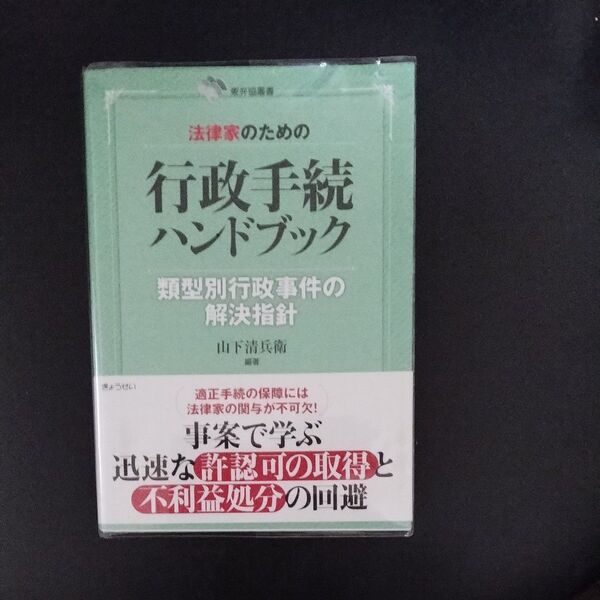 東弁協叢書
法律家のための
行政手続
ハンドブック
類型別行政事件の
解決指針
山下清兵衛
編著
ぎょうせい
適正手続の保障には
法律家の関与が不可欠!
事案で学ぶ
迅速な許認可の取得と
不利益処分の回避